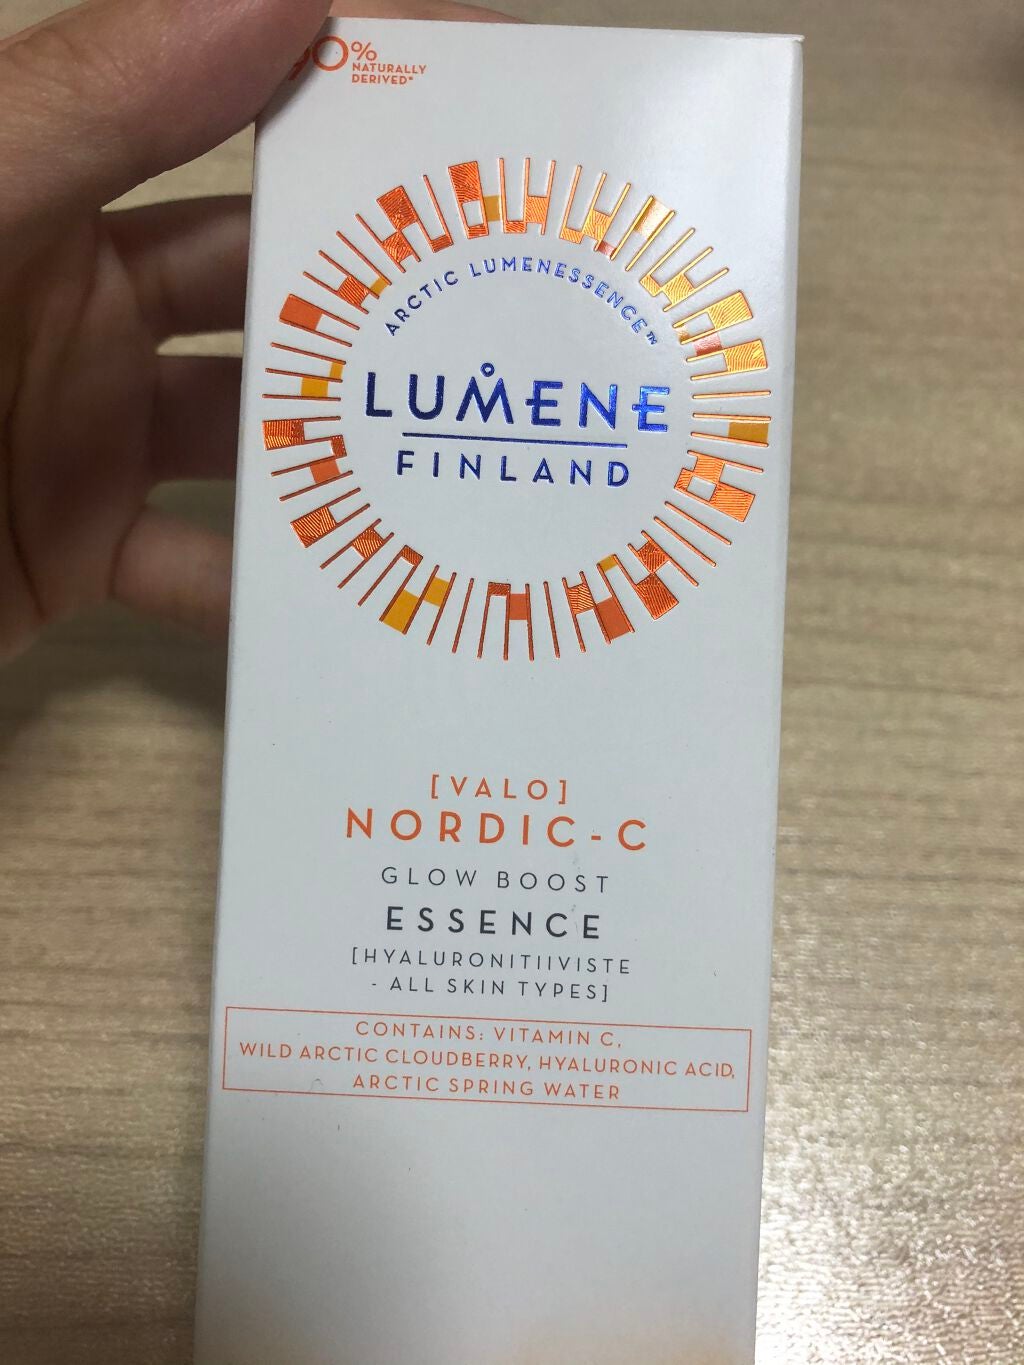 90%
NATURALLY
DERIVED*
ARCTIC LUMENESSENCE™
LUMENE
FINLAND
[VALO]
NORDIC-C
GLOW BOOST
ESSENCE
[HYALURONITIIVISTE
- ALL SKIN TYPES]
CONTAINS: VITAMIN C,
WILD ARCTIC CLOUDBERRY, HYALURONIC ACID,
ARCTIC SPRING WATER